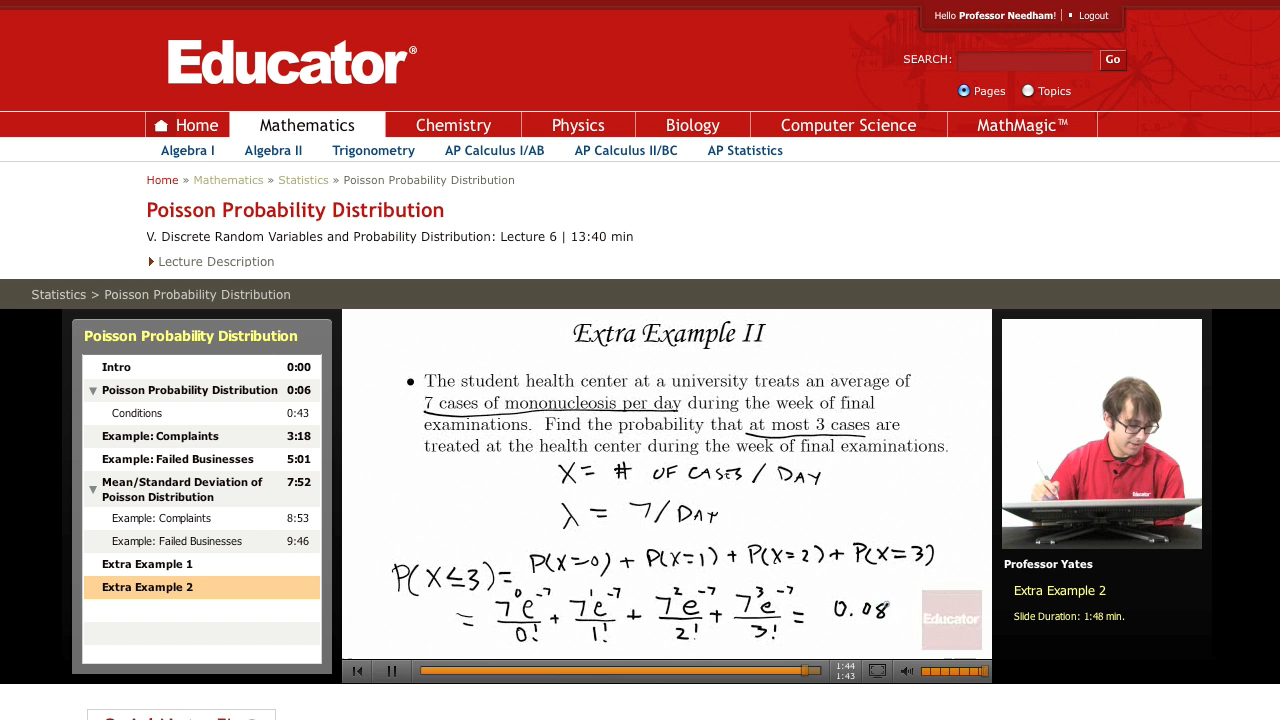 Hello Professor Needham! Logout
Educator®
SEARCH: Go
Pages Topics
Home Mathematics Chemistry Physics Biology Computer Science MathMagic™
Algebra I Algebra II Trigonometry AP Calculus I/AB AP Calculus II/BC AP Statistics
Home » Mathematics » Statistics » Poisson Probability Distribution
Poisson Probability Distribution
V. Discrete Random Variables and Probability Distribution: Lecture 6 | 13:40 min
Lecture Description
Statistics > Poisson Probability Distribution
Poisson Probability Distribution
Intro 0:00
Poisson Probability Distribution 0:06
Conditions 0:43
Example: Complaints 3:18
Example: Failed Businesses 5:01
Mean/Standard Deviation of 7:52
Poisson Distribution
Example: Complaints 8:53
Example: Failed Businesses 9:46
Extra Example 1
Extra Example 2
Extra Example II
• The student health center at a university treats an average of
7 cases of mononucleosis per day during the week of final
examinations. Find the probability that at most 3 cases are
treated at the health center during the week of final examinations.
X = # OF CASES / DAY
λ = 7 / DAY
P(X≤3) = P(X=0) + P(X=1) + P(X=2) + P(X=3)
= 7^0 e^-7 / 0! + 7^1 e^-7 / 1! + 7^2 e^-7 / 2! + 7^3 e^-7 / 3! = 0.08
Educator
1:44
1:43
Educator
Professor Yates
Extra Example 2
Slide Duration: 1:48 min.